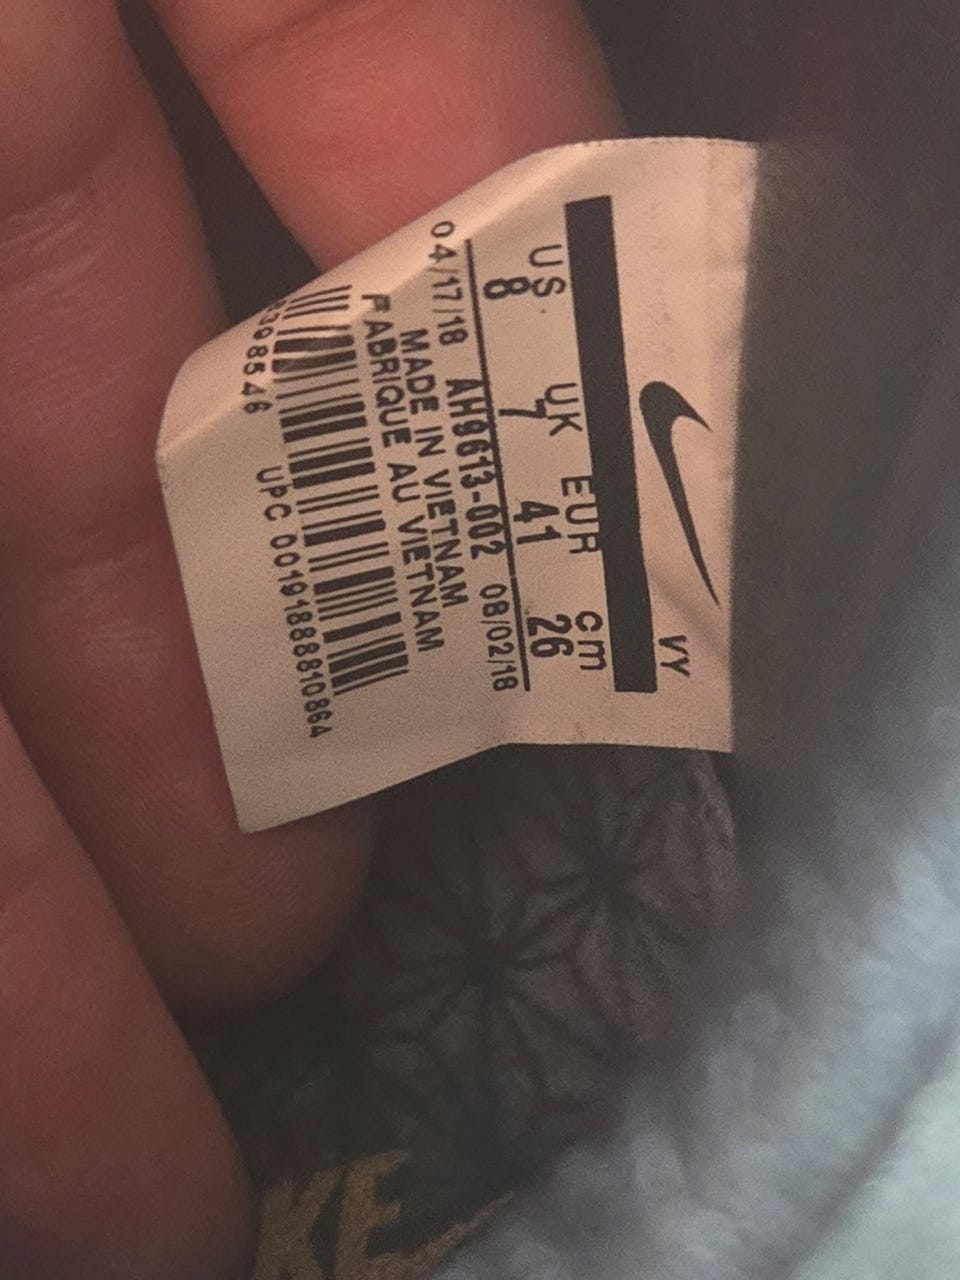 VY
US UK EUR cm
8 7 41 26
04/17/18 AH9613-002 08/02/18
MADE IN VIETNAM
FABRIQUE AU VIETNAM
UPC 00191888810864
KE